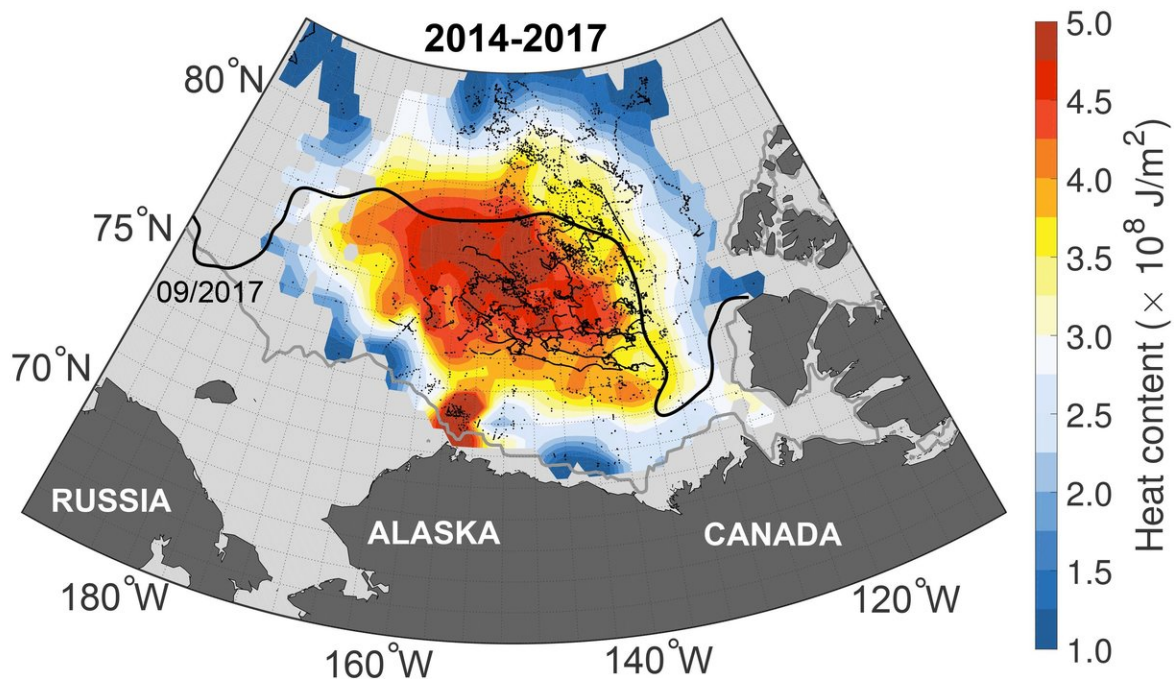 2014-2017
80°N
75°N
70°N
09/2017
RUSSIA
ALASKA
CANADA
180°W
160°W
140°W
120°W
5.0
4.5
4.0
3.5
3.0
2.5
2.0
1.5
1.0
Heat content (× 10⁸ J/m²)